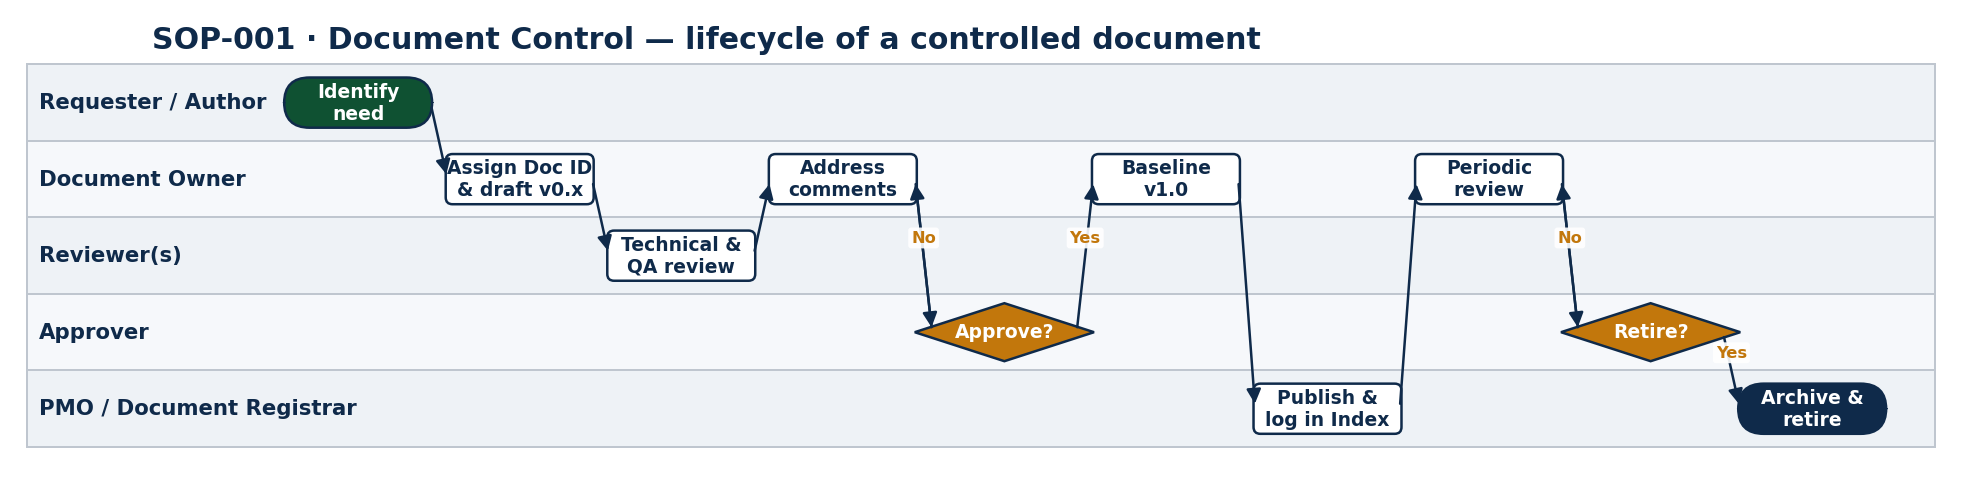 SOP-001 · Document Control — lifecycle of a controlled document
Requester / Author
Identify
need
Document Owner
Assign Doc ID
& draft v0.x
Address
comments
Baseline
v1.0
Periodic
review
Reviewer(s)
Technical &
QA review
No
Yes
No
Approver
Approve?
Retire?
Yes
PMO / Document Registrar
Publish &
log in Index
Archive &
retire